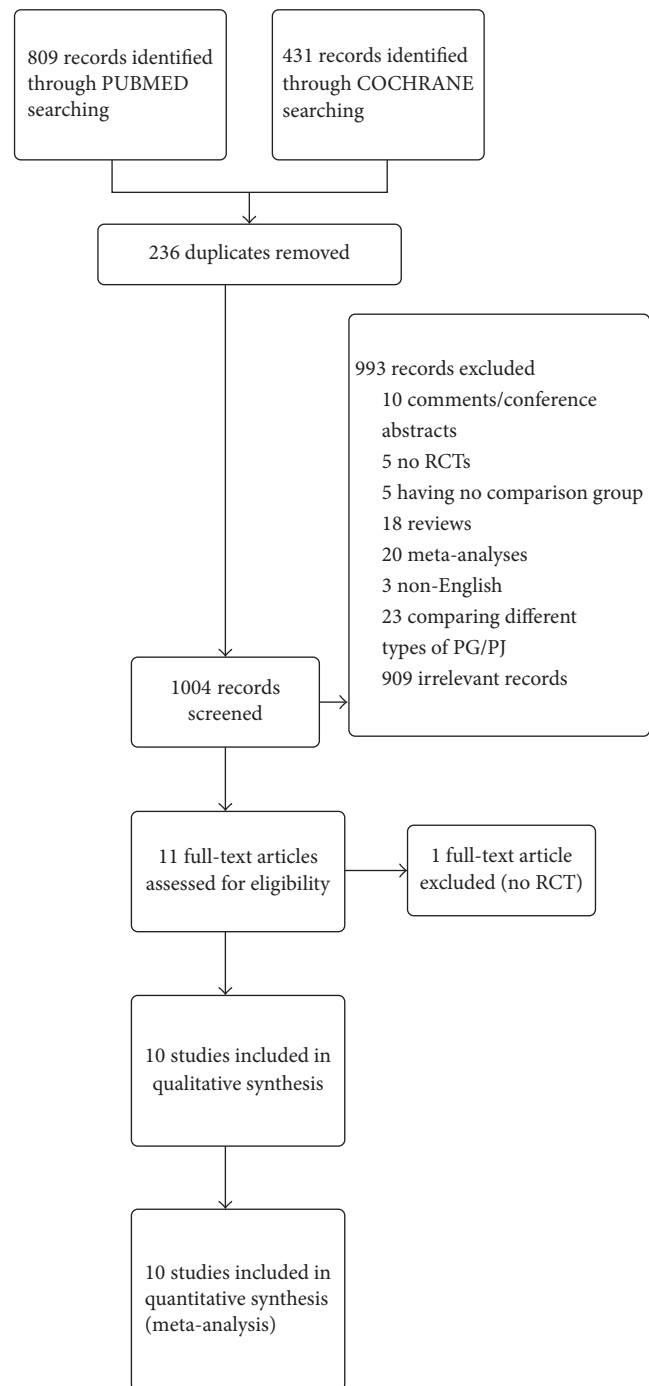 809 records identified
through PUBMED
searching
431 records identified
through COCHRANE
searching
236 duplicates removed
993 records excluded
10 comments/conference
abstracts
5 no RCTs
5 having no comparison group
18 reviews
20 meta-analyses
3 non-English
23 comparing different
types of PG/PJ
909 irrelevant records
1004 records
screened
11 full-text articles
assessed for eligibility
1 full-text article
excluded (no RCT)
10 studies included in
qualitative synthesis
10 studies included in
quantitative synthesis
(meta-analysis)